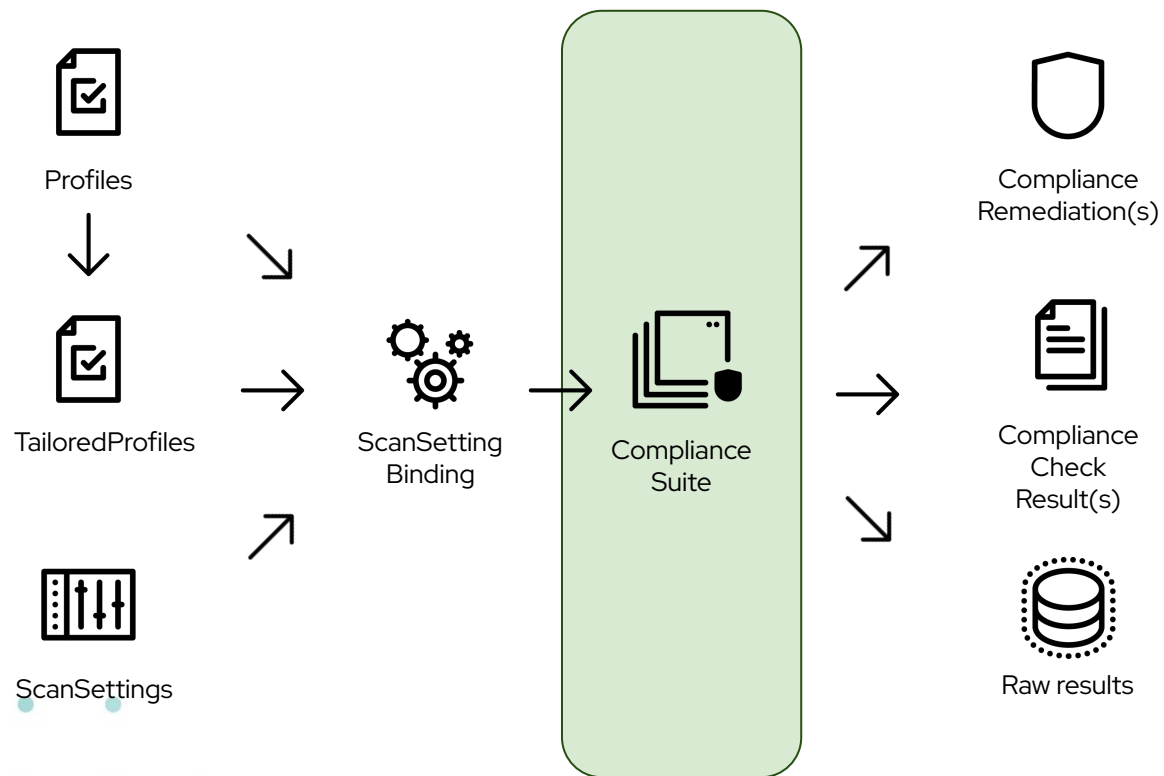 Profiles
TailoredProfiles
ScanSettings
ScanSetting
Binding
Compliance
Suite
Compliance
Remediation(s)
Compliance
Check
Result(s)
Raw results